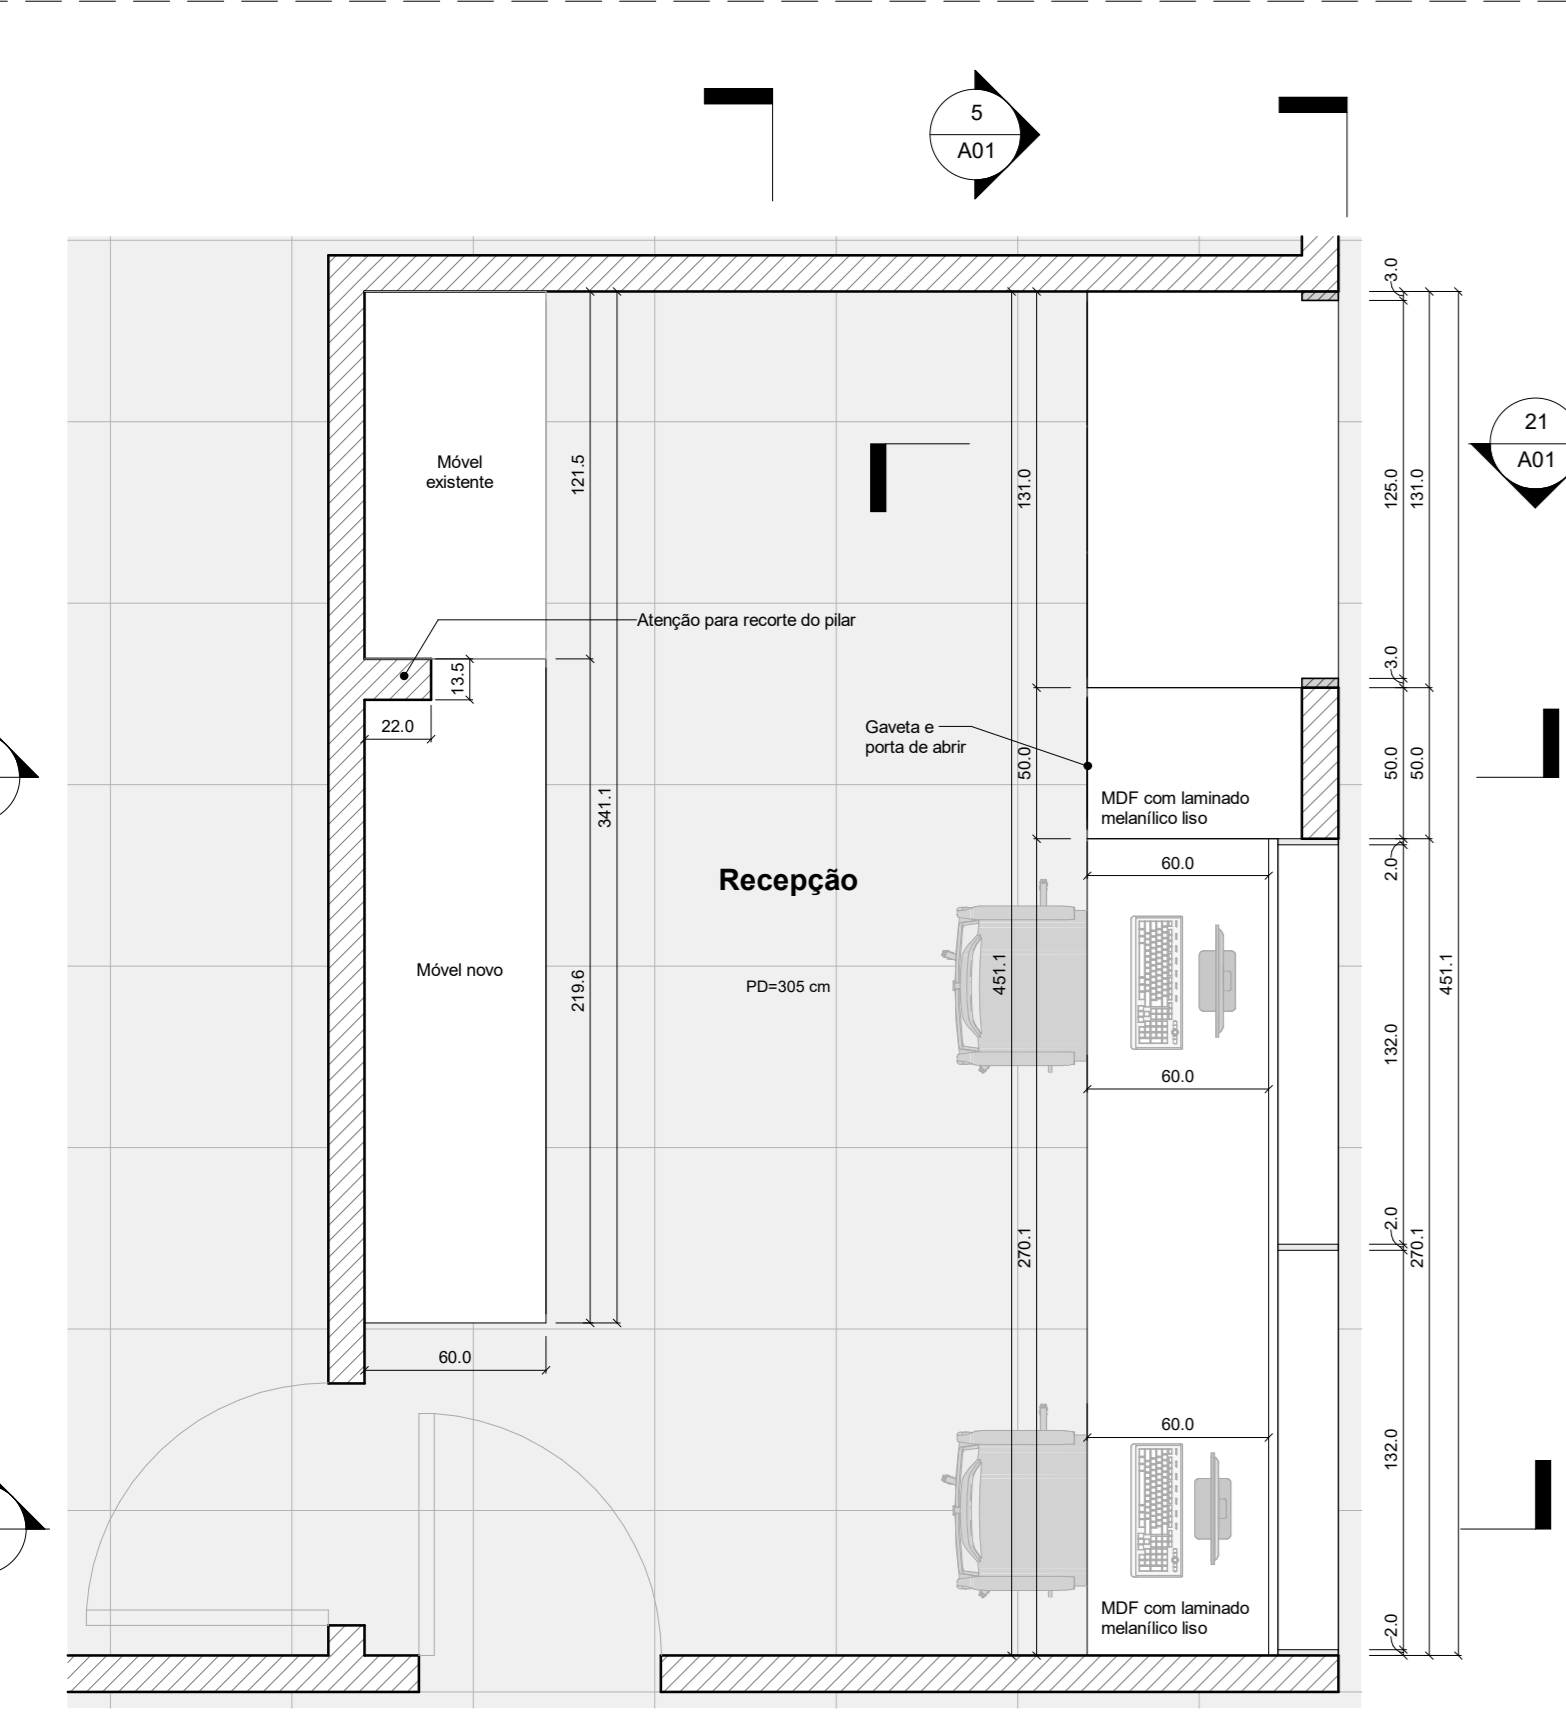 5
A01
3.0
21
A01
Móvel
existente
121.5
131.0
125.0
131.0
Atenção para recorte do pilar
13.5
3.0
22.0
Gaveta e
porta de abrir
50.0
50.0
50.0
MDF com laminado
melanílico liso
341.1
60.0
2.0
Recepção
Móvel novo
219.6
PD=305 cm
451.1
451.1
132.0
60.0
2.0
270.1
270.1
60.0
60.0
132.0
MDF com laminado
melanílico liso
2.0